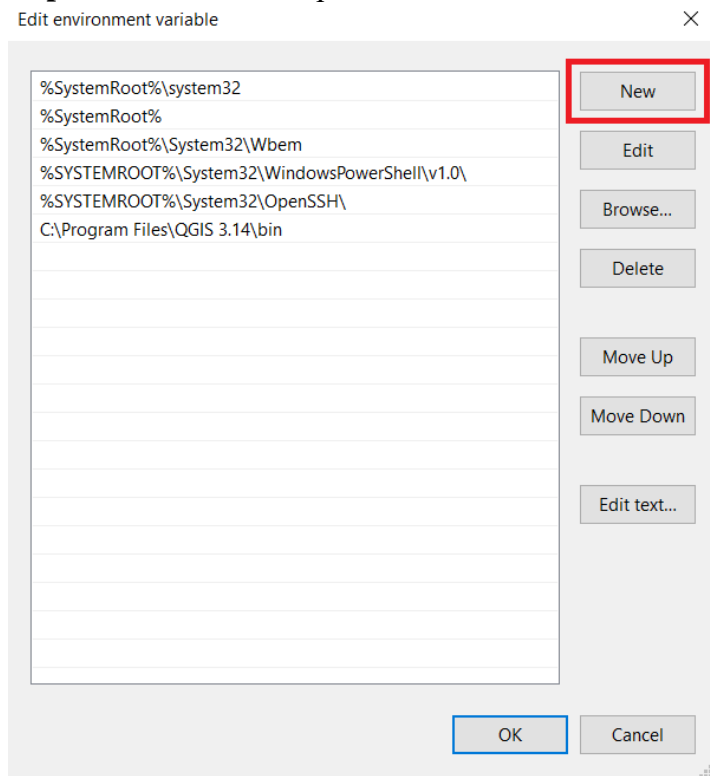 Edit environment variable
%SystemRoot%\system32
New
%SystemRoot%
%SystemRoot%\System32\Wbem
Edit
%SYSTEMROOT%\System32\WindowsPowerShell\v1.0\
%SYSTEMROOT%\System32\OpenSSH\
Browse...
C:\Program Files\QGIS 3.14\bin
Delete
Move Up
Move Down
Edit text...
OK
Cancel